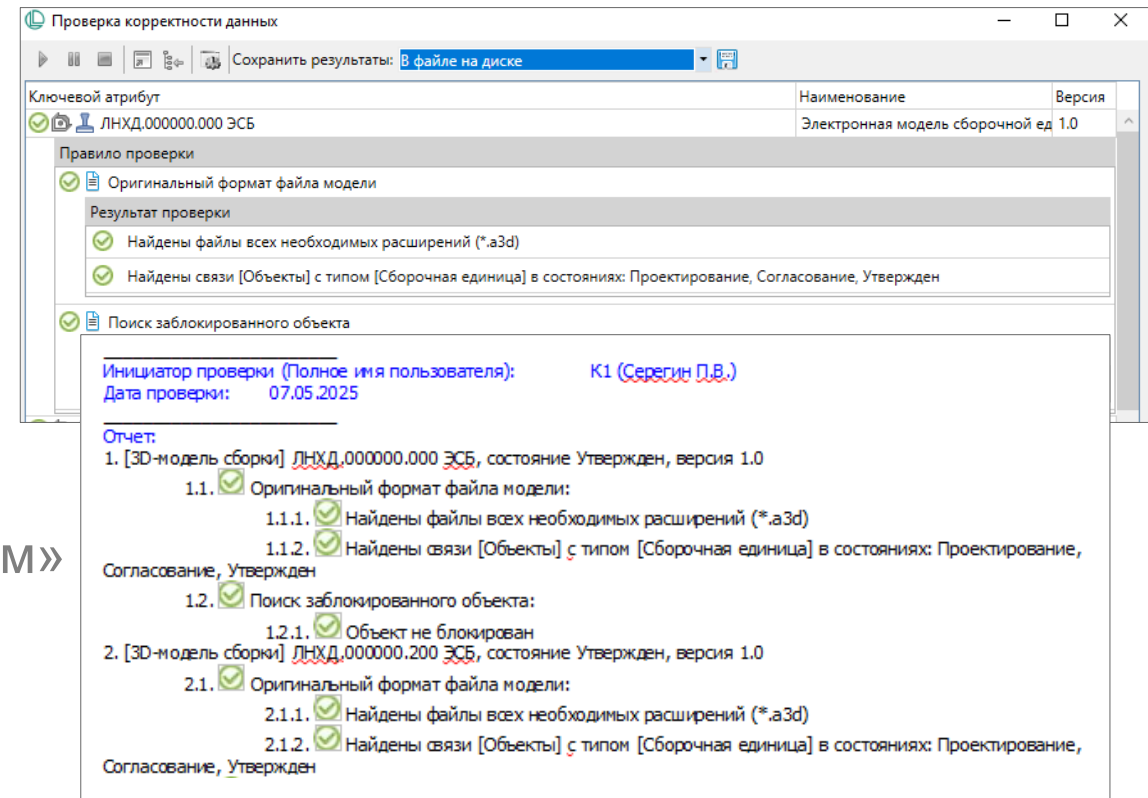 Проверка корректности данных
Сохранить результаты: В файле на диске
Ключевой атрибут Наименование Версия
ЛНХД.000000.000 ЭСБ Электронная модель сборочной ед 1.0
Правило проверки
Оригинальный формат файла модели
Результат проверки
Найдены файлы всех необходимых расширений (*.a3d)
Найдены связи [Объекты] с типом [Сборочная единица] в состояниях: Проектирование, Согласование, Утвержден
Поиск заблокированного объекта
Инициатор проверки (Полное имя пользователя): К1 (Серегин П.В.)
Дата проверки: 07.05.2025
Отчет:
1. [3D-модель сборки] ЛНХД.000000.000 ЭСБ, состояние Утвержден, версия 1.0
1.1. Оригинальный формат файла модели:
1.1.1. Найдены файлы всех необходимых расширений (*.a3d)
1.1.2. Найдены связи [Объекты] с типом [Сборочная единица] в состояниях: Проектирование,
Согласование, Утвержден
м»
1.2. Поиск заблокированного объекта:
1.2.1. Объект не блокирован
2. [3D-модель сборки] ЛНХД.000000.200 ЭСБ, состояние Утвержден, версия 1.0
2.1. Оригинальный формат файла модели:
2.1.1. Найдены файлы всех необходимых расширений (*.a3d)
2.1.2. Найдены связи [Объекты] с типом [Сборочная единица] в состояниях: Проектирование,
Согласование, Утвержден